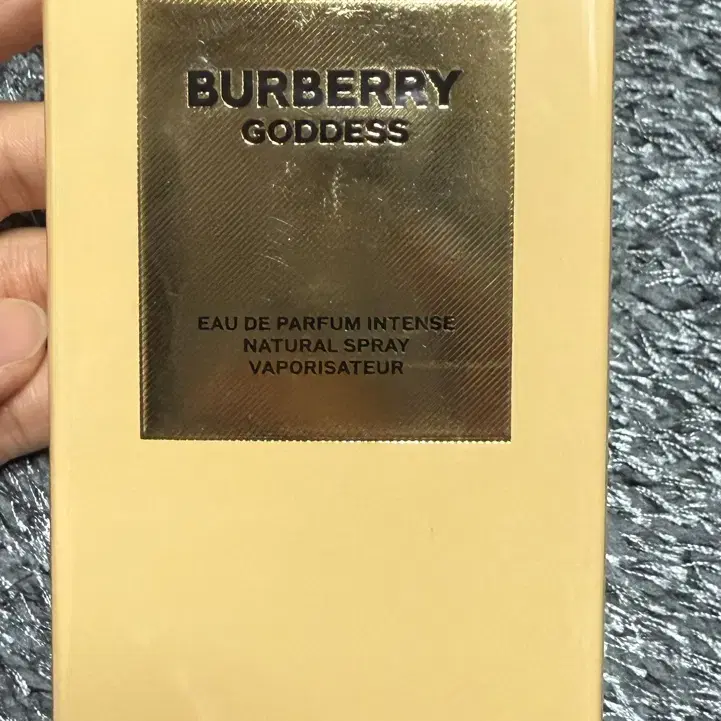 BURBERRY
GODDESS
EAU DE PARFUM INTENSE
NATURAL SPRAY
VAPORISATEUR